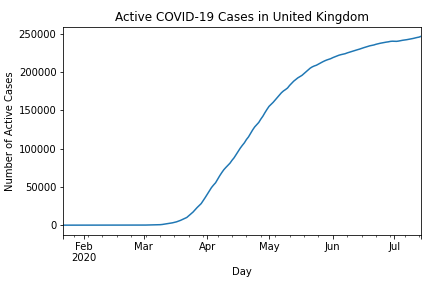 Active COVID-19 Cases in United Kingdom
Number of Active Cases
250000
200000
150000
100000
50000
0
Feb Mar Apr May Jun Jul
2020
Day